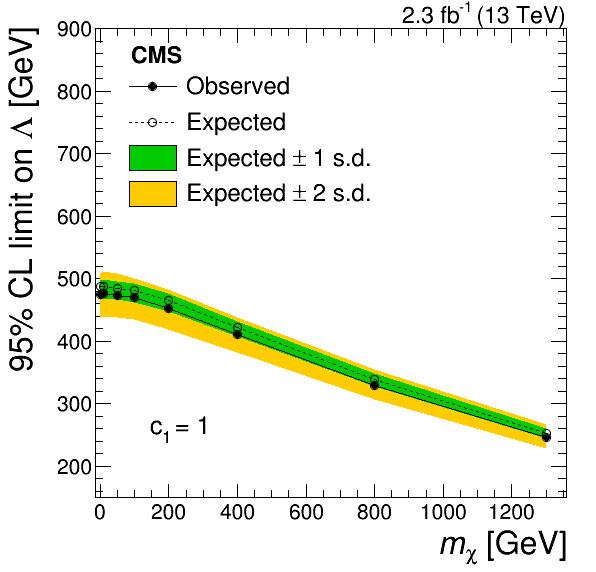 2.3 fb⁻¹ (13 TeV)
CMS
Observed
Expected
Expected ± 1 s.d.
Expected ± 2 s.d.
95% CL limit on Λ [GeV]
900
800
700
600
500
400
300
200
c₁ = 1
0 200 400 600 800 1000 1200
mχ [GeV]